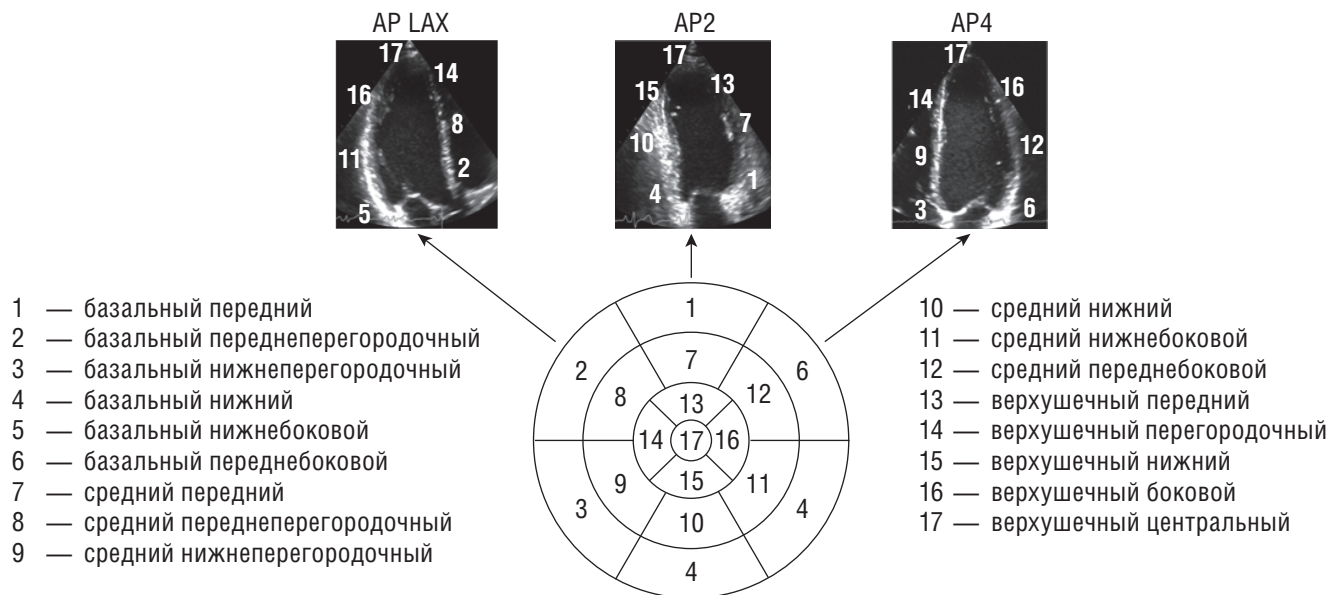 AP LAX
AP2
AP4
17
14
16
8
11
2
5
17
13
15
7
10
1
4
17
16
14
12
9
3
6
1 — базальный передний
2 — базальный переднеперегородочный
3 — базальный нижнеперегородочный
4 — базальный нижний
5 — базальный нижнебоковой
6 — базальный переднебоковой
7 — средний передний
8 — средний переднеперегородочный
9 — средний нижнеперегородочный
1
2
7
6
8
12
13
14
17
16
9
15
11
3
10
4
4
10 — средний нижний
11 — средний нижнебоковой
12 — средний переднебоковой
13 — верхушечный передний
14 — верхушечный перегородочный
15 — верхушечный нижний
16 — верхушечный боковой
17 — верхушечный центральный